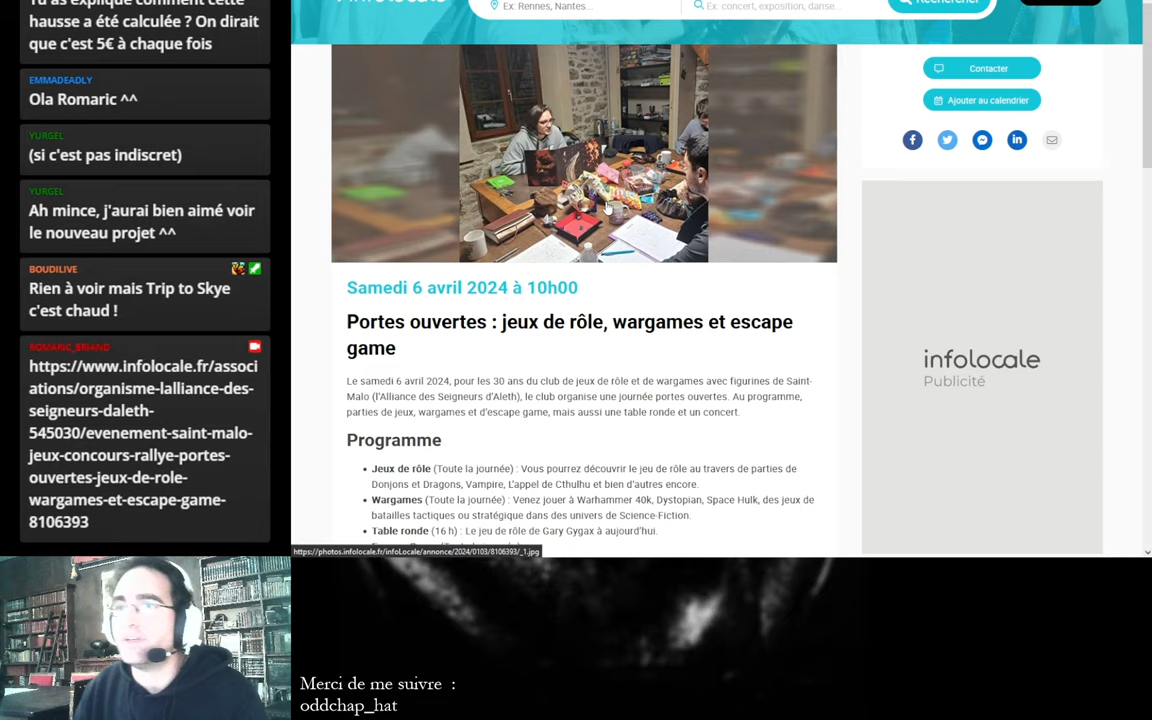 Tu as expliqué comment cette
hausse a été calculée ? On dirait
que c'est 5€ à chaque fois
EMMADEADLY
Ola Romaric ^^
YURGEL
(si c'est pas indiscret)
YURGEL
Ah mince, j'aurai bien aimé voir
le nouveau projet ^^
BOUDILIVE
Rien à voir mais Trip to Skye
c'est chaud !
ROMARIC_BRIAND
https://www.infolocale.fr/associ
ations/organisme-lalliance-des-
seigneurs-daleth-
545030/evenement-saint-malo-
jeux-concours-rallye-portes-
ouvertes-jeux-de-role-
wargames-et-escape-game-
8106393
infolocale
Ex: Rennes, Nantes...
Ex: concert, exposition, danse...
Rechercher
Contacter
Ajouter au calendrier
Samedi 6 avril 2024 à 10h00
Portes ouvertes : jeux de rôle, wargames et escape
game
Le samedi 6 avril 2024, pour les 30 ans du club de jeux de rôle et de wargames avec figurines de Saint-
Malo (l'Alliance des Seigneurs d'Aleth), le club organise une journée portes ouvertes. Au programme,
parties de jeux, wargames et d'escape game, mais aussi une table ronde et un concert.
Programme
• Jeux de rôle (Toute la journée) : Vous pourrez découvrir le jeu de rôle au travers de parties de
Donjons et Dragons, Vampire, L'appel de Cthulhu et bien d'autres encore.
• Wargames (Toute la journée) : Venez jouer à Warhammer 40k, Dystopian, Space Hulk, des jeux de
batailles tactiques ou stratégique dans des univers de Science-Fiction.
• Table ronde (16 h) : Le jeu de rôle de Gary Gygax à aujourd'hui.
https://photos.infolocale.fr/infoLocale/annonce/2024/0103/8106393/_1.jpg
infolocale
Publicité
Merci de me suivre :
oddchap_hat